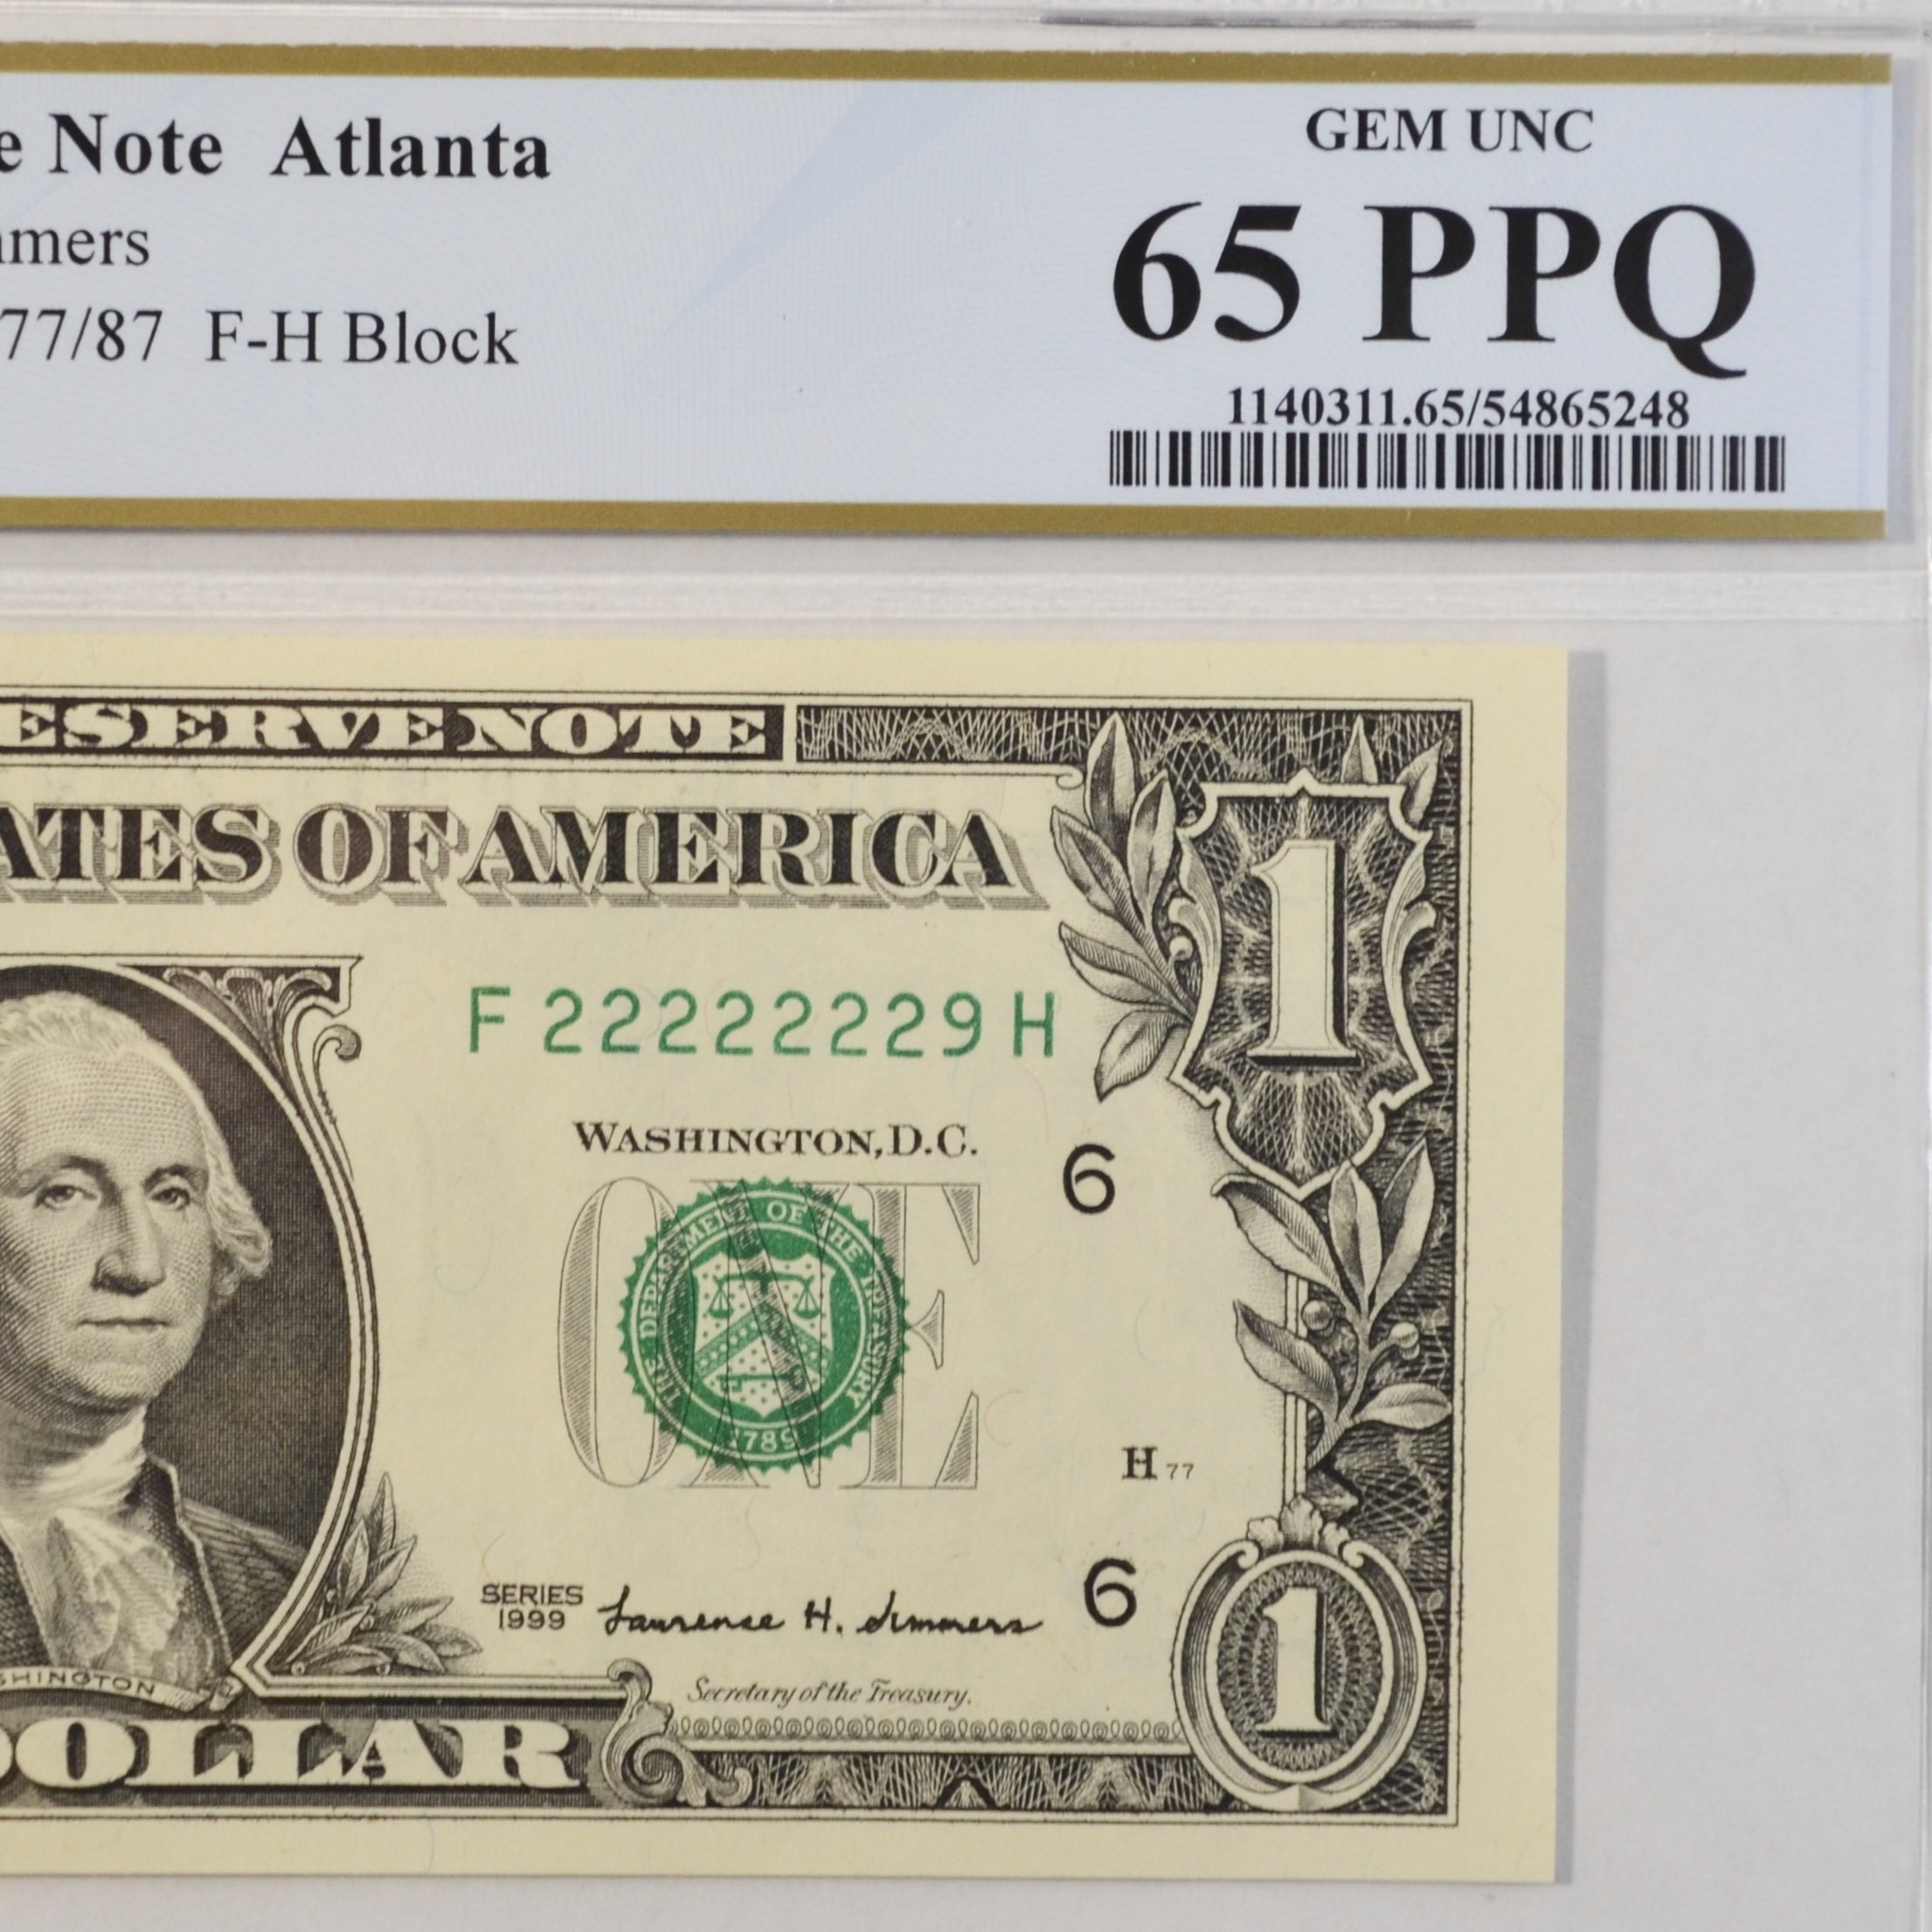 e Note Atlanta
mers
77/87 F-H Block
GEM UNC
65 PPQ
1140311.65/54865248
ESERVE NOTE
ATES OF AMERICA
1
F 22222229 H
WASHINGTON, D.C.
6
ONE
THE DEPARTMENT OF THE TREASURY
1789
H 77
SERIES
1999
Lawrence H. Summers
6
Secretary of the Treasury.
SHINGTON
DOLLAR
1